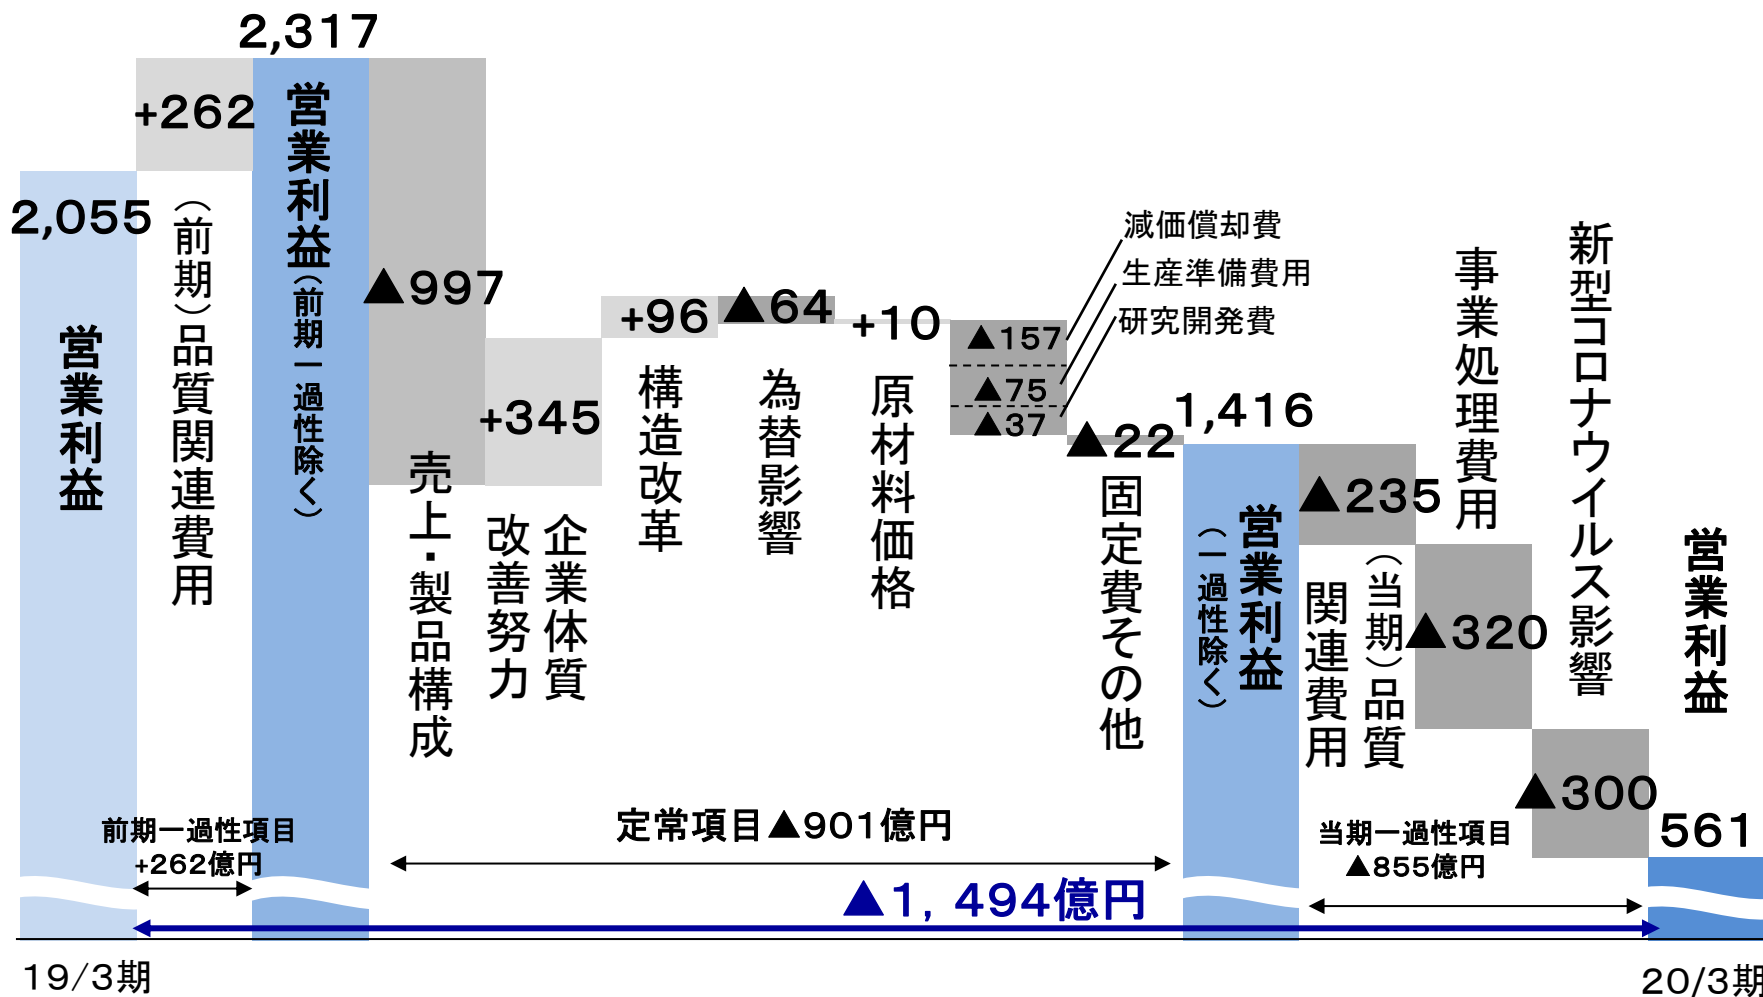 2,055
営業利益
+262
（前期）品質関連費用
2,317
営業利益
（前期一過性除く）
▲997
売上・製品構成
+345
企業体質
改善努力
+96
構造改革
▲64
為替影響
+10
原材料価格
減価償却費
生産準備費用
研究開発費
▲157
▲75
▲37
▲22
固定費その他
1,416
営業利益
（一過性除く）
▲235
（当期）品質
関連費用
▲320
事業処理費用
▲300
新型コロナウイルス影響
561
営業利益
前期一過性項目
+262億円
定常項目▲901億円
当期一過性項目
▲855億円
▲1，494億円
19/3期
20/3期